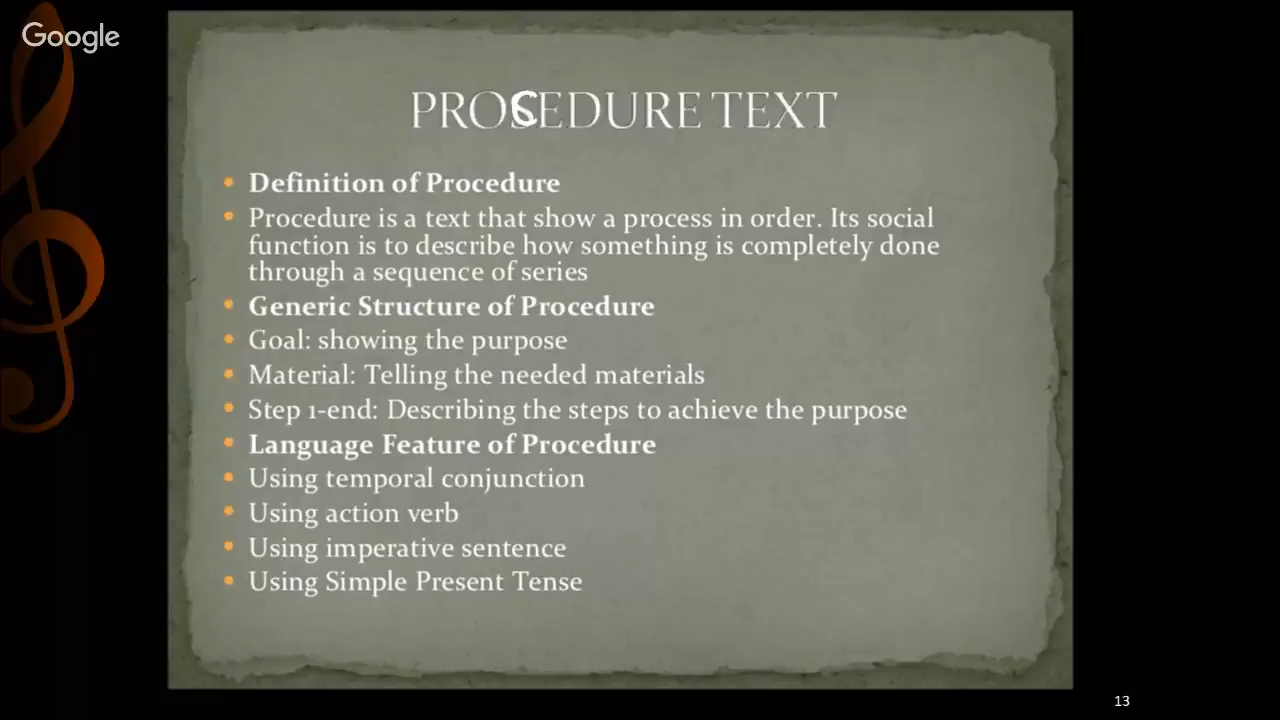 Google
PROCEDURE TEXT
Definition of Procedure
Procedure is a text that show a process in order. Its social
function is to describe how something is completely done
through a sequence of series
Generic Structure of Procedure
Goal: showing the purpose
Material: Telling the needed materials
Step 1-end: Describing the steps to achieve the purpose
Language Feature of Procedure
Using temporal conjunction
Using action verb
Using imperative sentence
Using Simple Present Tense
13